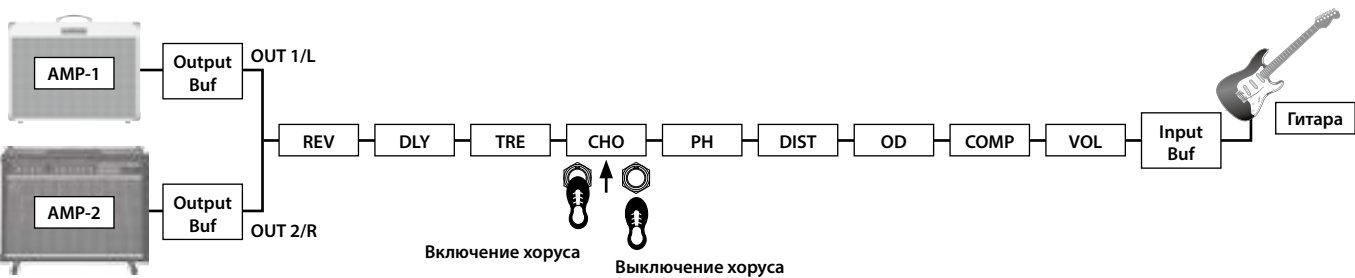 AMP-1
Output
Buf
OUT 1/L
REV
DLY
TRE
CHO
PH
DIST
OD
COMP
VOL
Input
Buf
Гитара
AMP-2
Output
Buf
OUT 2/R
Включение хоруса
Выключение хоруса